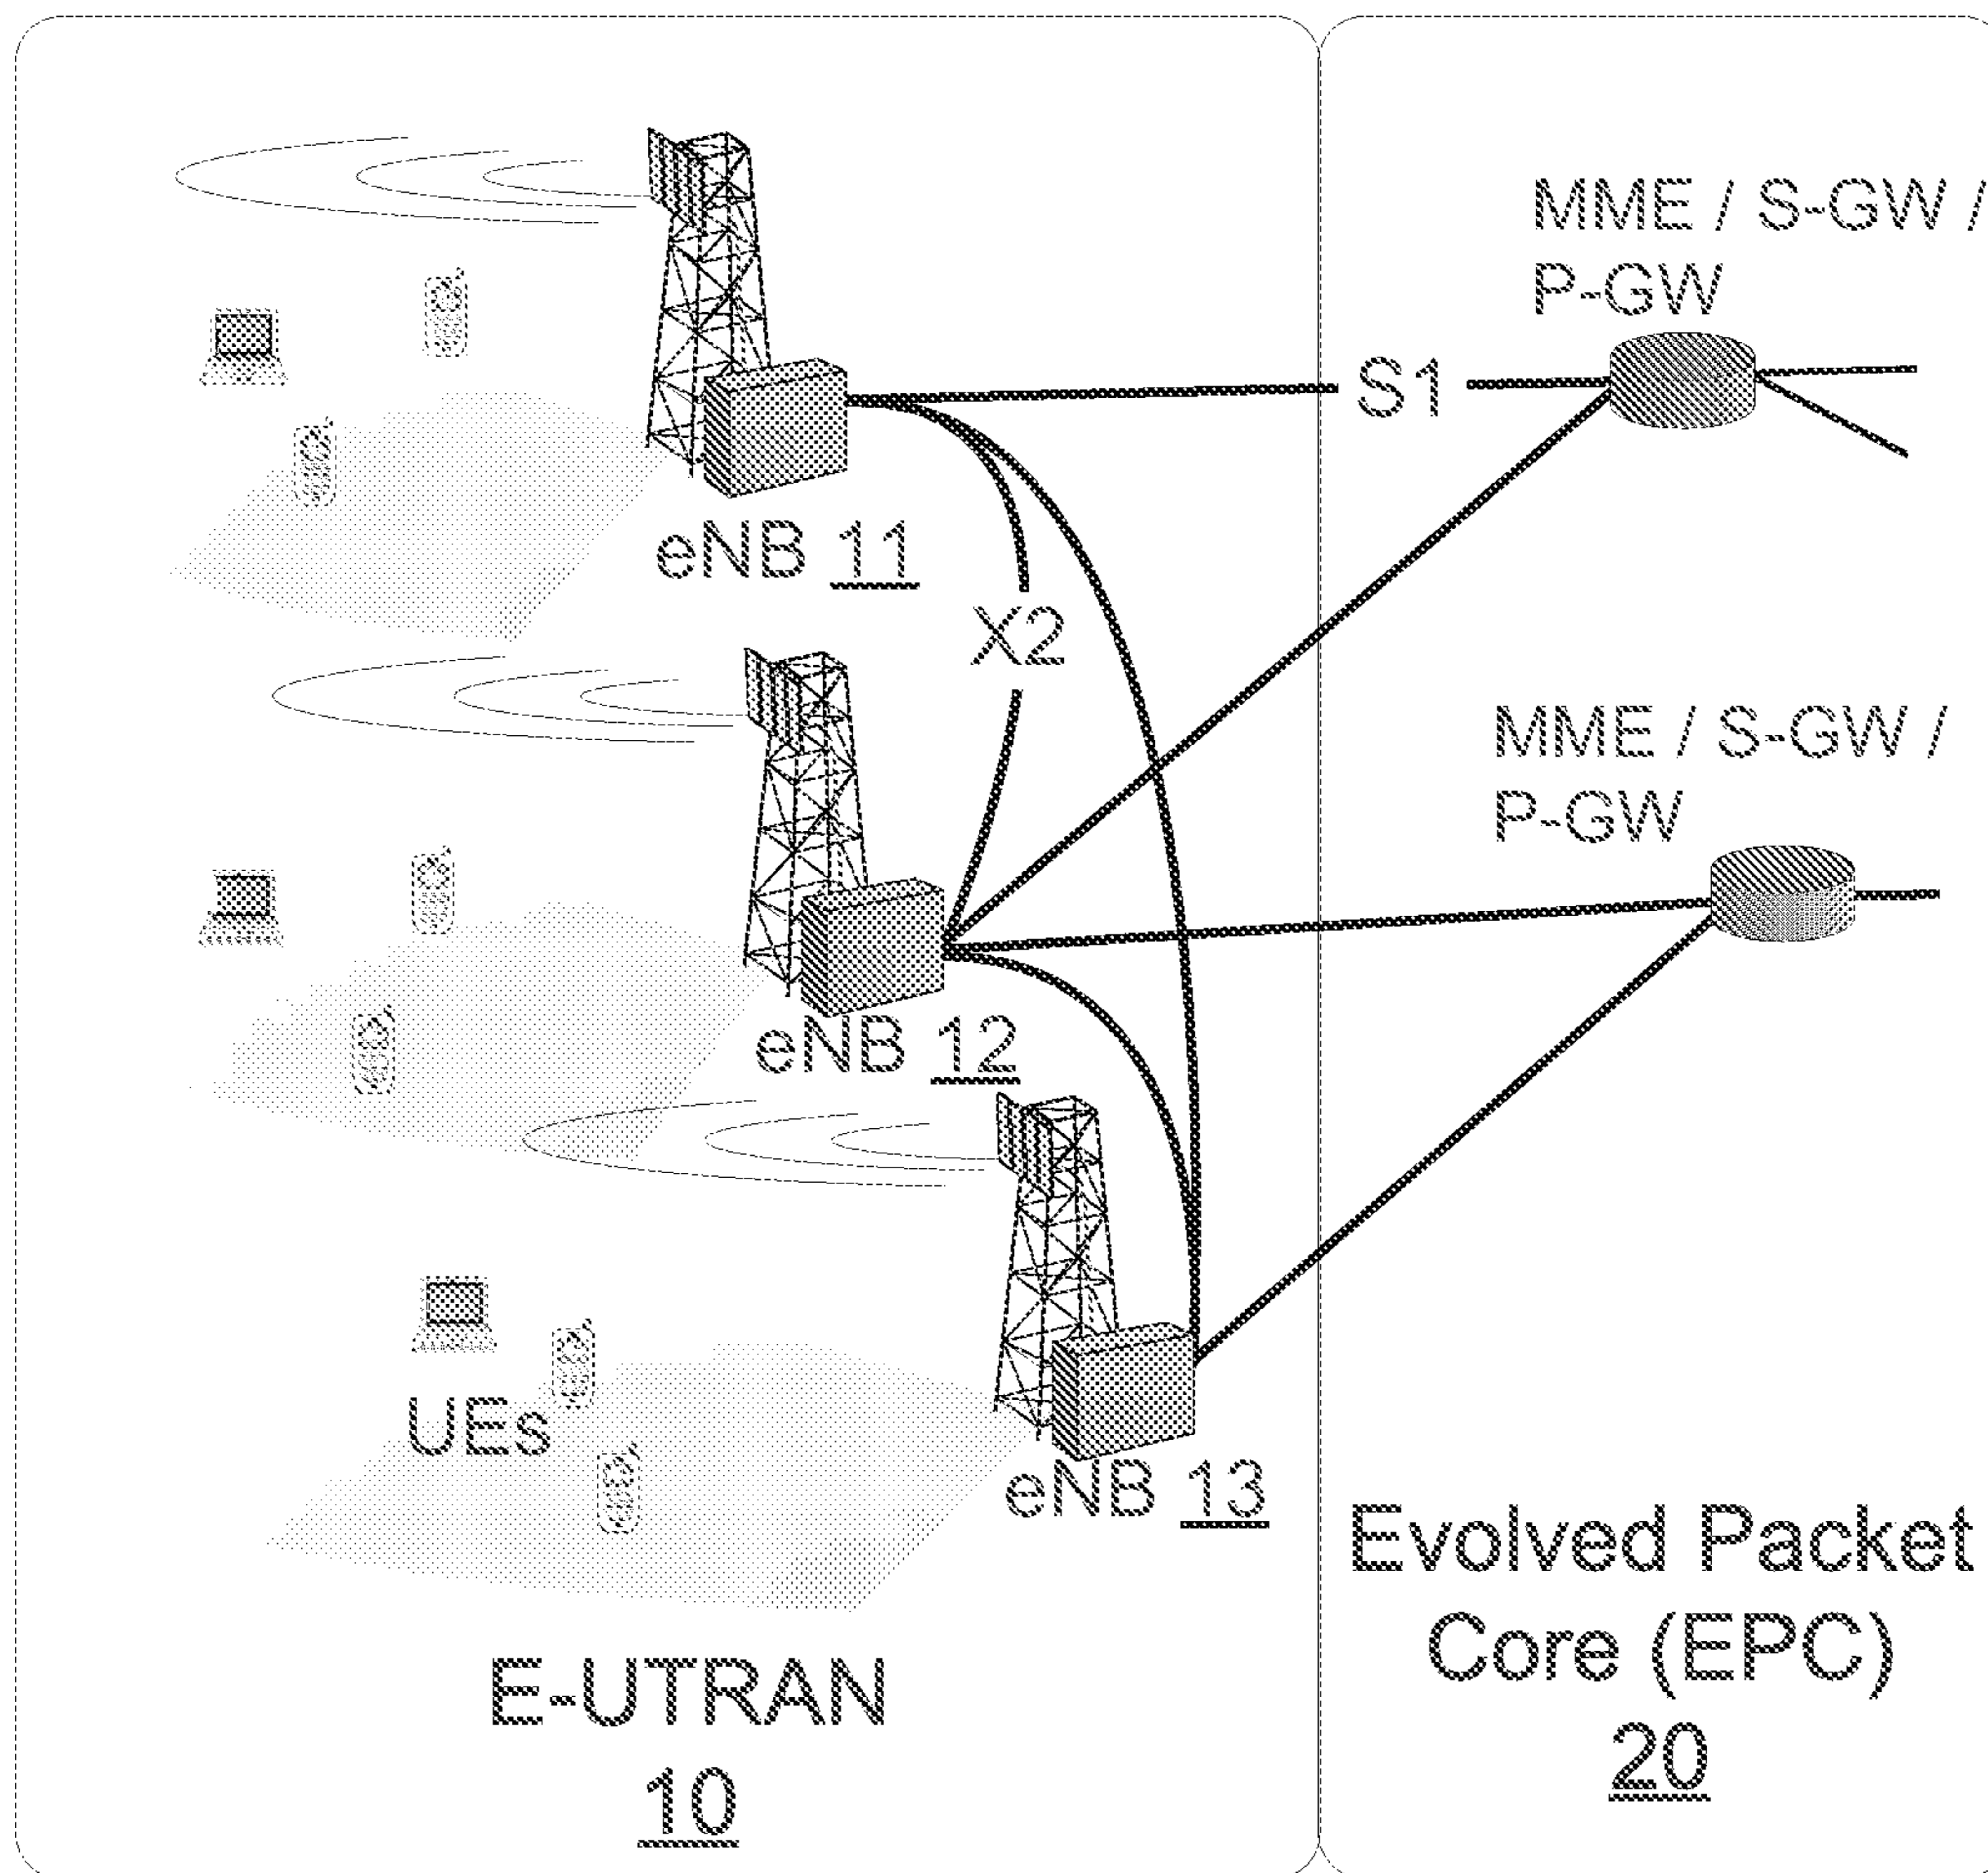 MME / S-GW /
P-GW
S1
eNB 11
X2
MME / S-GW /
P-GW
eNB 12
UEs
eNB 13
Evolved Packet
Core (EPC)
20
E-UTRAN
10